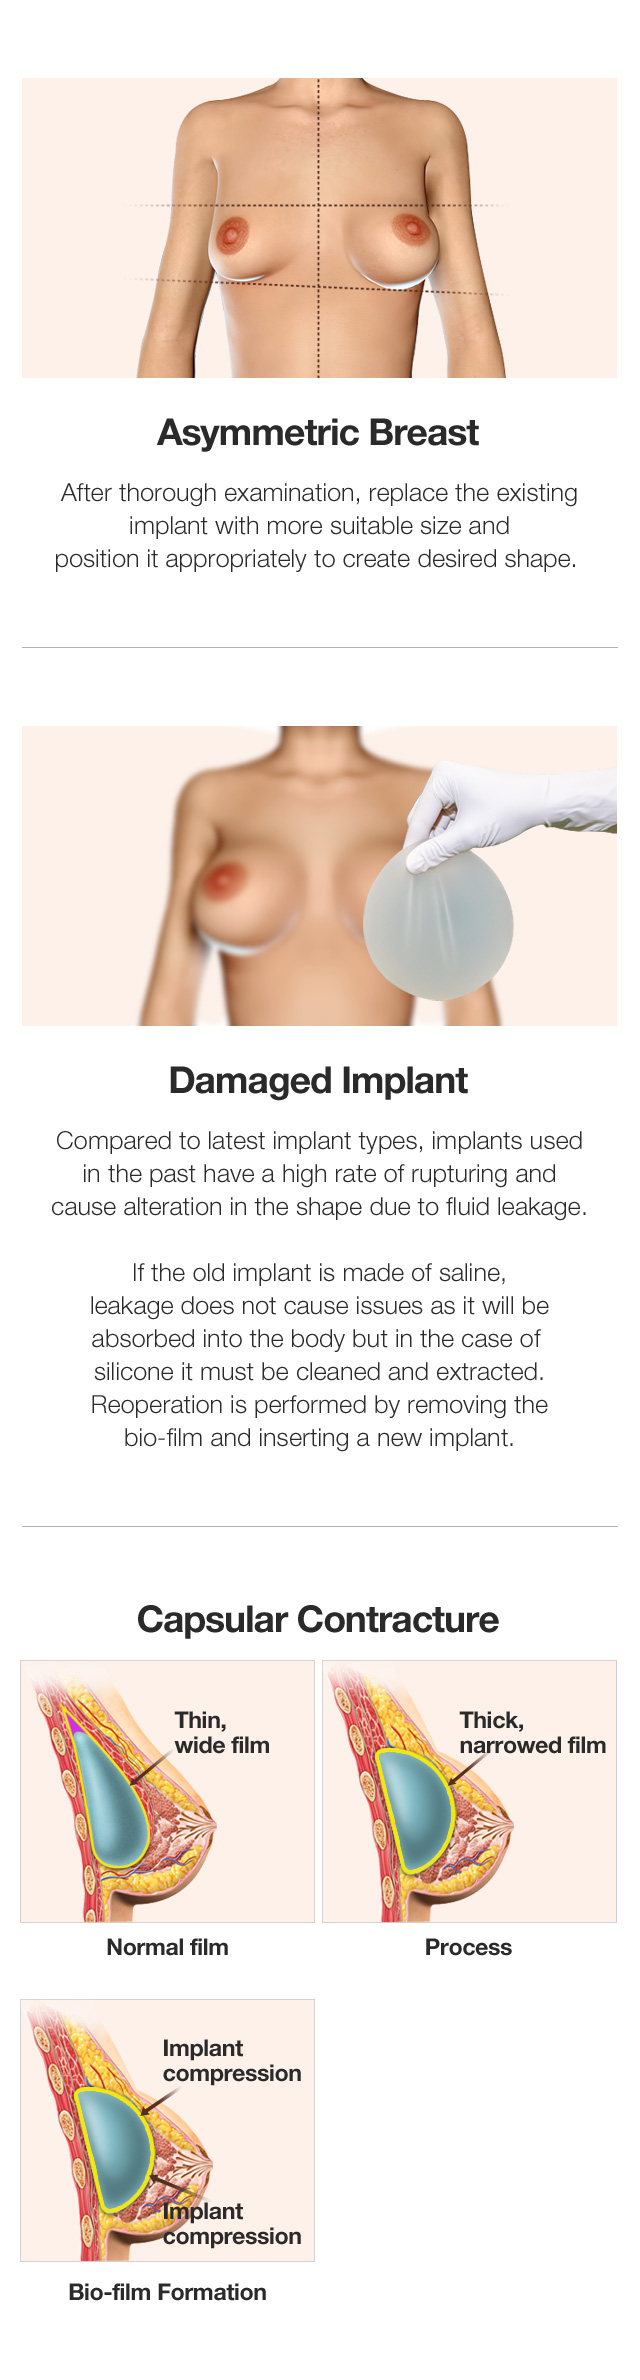 Asymmetric Breast
After thorough examination, replace the existing
implant with more suitable size and
position it appropriately to create desired shape.
Damaged Implant
Compared to latest implant types, implants used
in the past have a high rate of rupturing and
cause alteration in the shape due to fluid leakage.
If the old implant is made of saline,
leakage does not cause issues as it will be
absorbed into the body but in the case of
silicone it must be cleaned and extracted.
Reoperation is performed by removing the
bio-film and inserting a new implant.
Capsular Contracture
Thin,
wide film
Normal film
Thick,
narrowed film
Process
Implant
compression
Implant
compression
Bio-film Formation